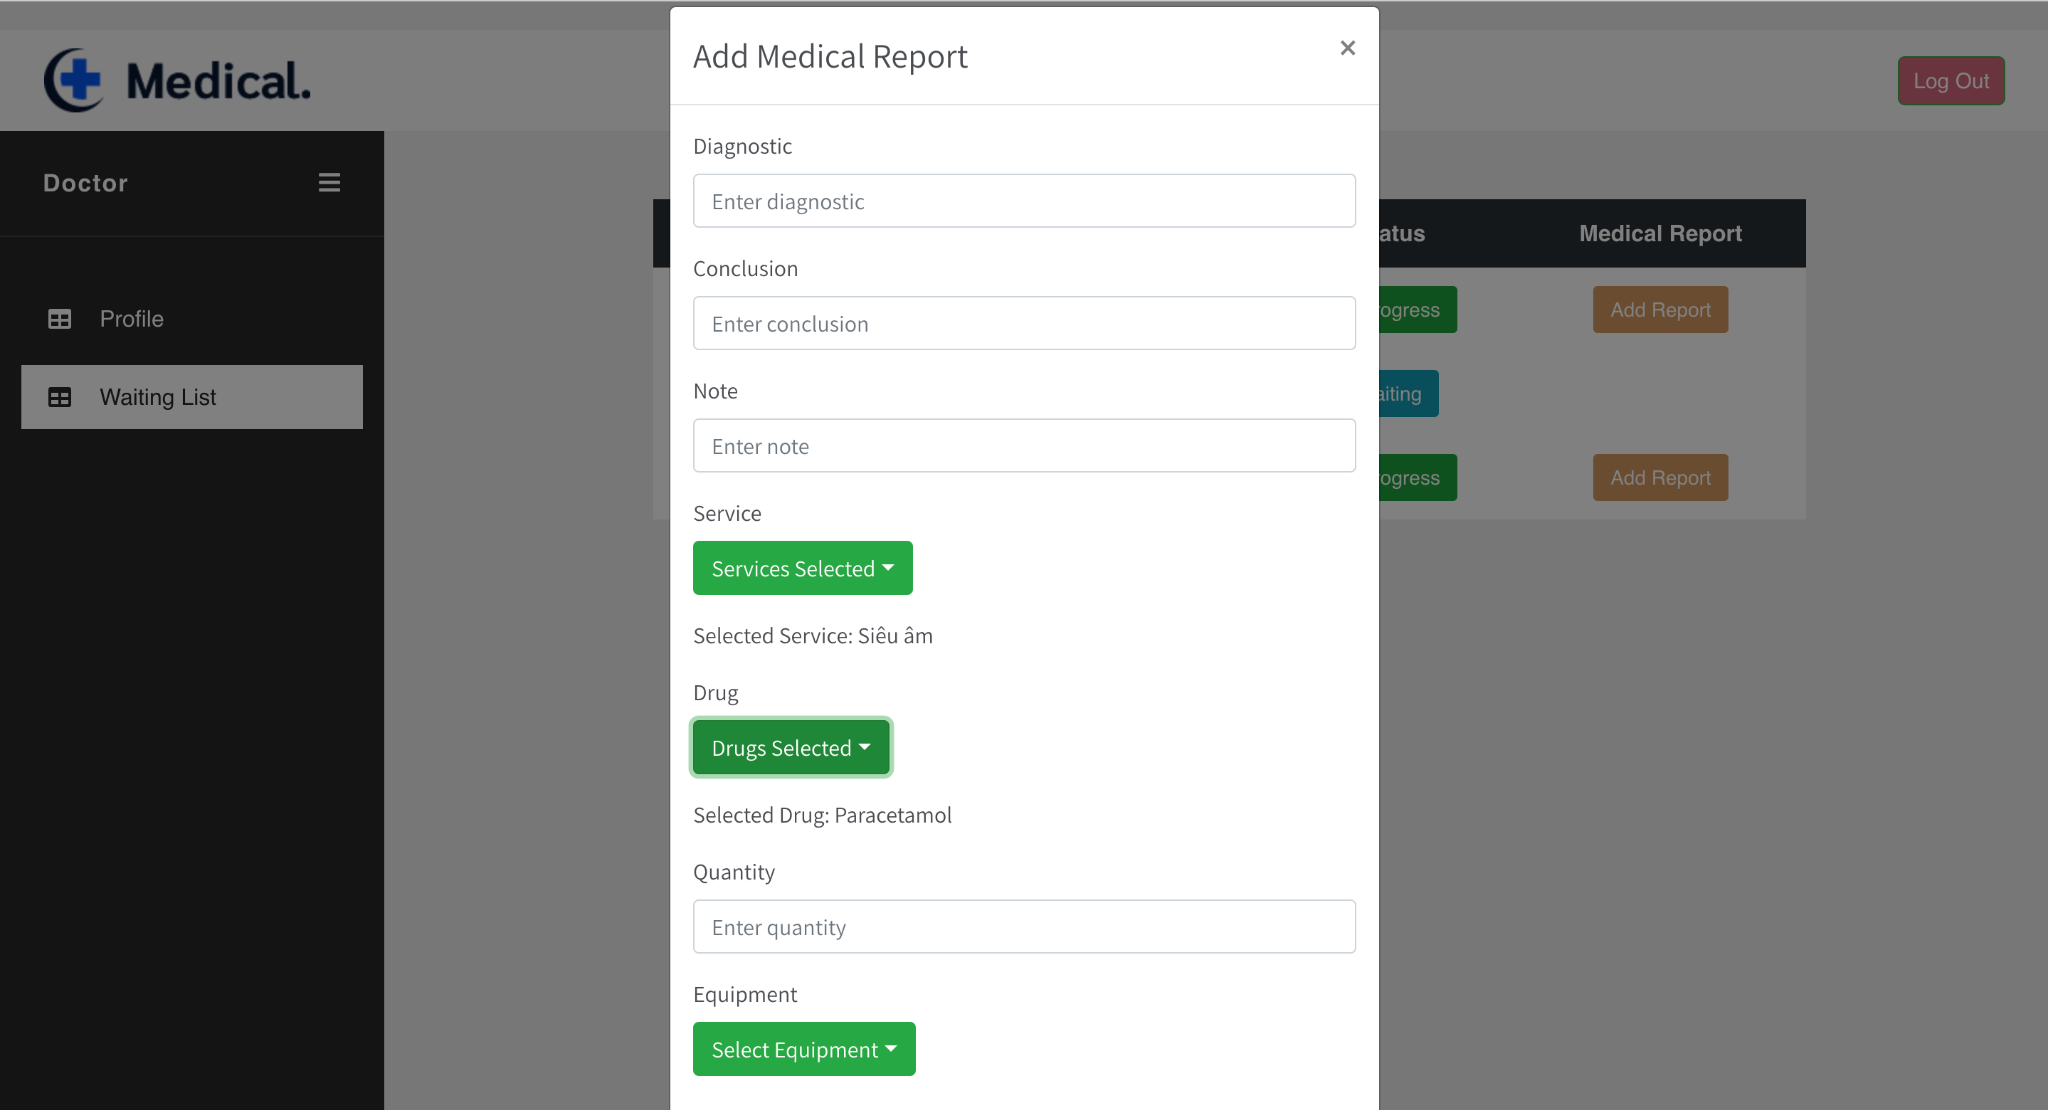 Add Medical Report
×
Medical.
Log Out
Doctor
Profile
Waiting List
Diagnostic
Enter diagnostic
Conclusion
Enter conclusion
Note
Enter note
Service
Services Selected
Selected Service: Siêu âm
Drug
Drugs Selected
Selected Drug: Paracetamol
Quantity
Enter quantity
Equipment
Select Equipment
atus Medical Report
ogress Add Report
aiting
ogress Add Report